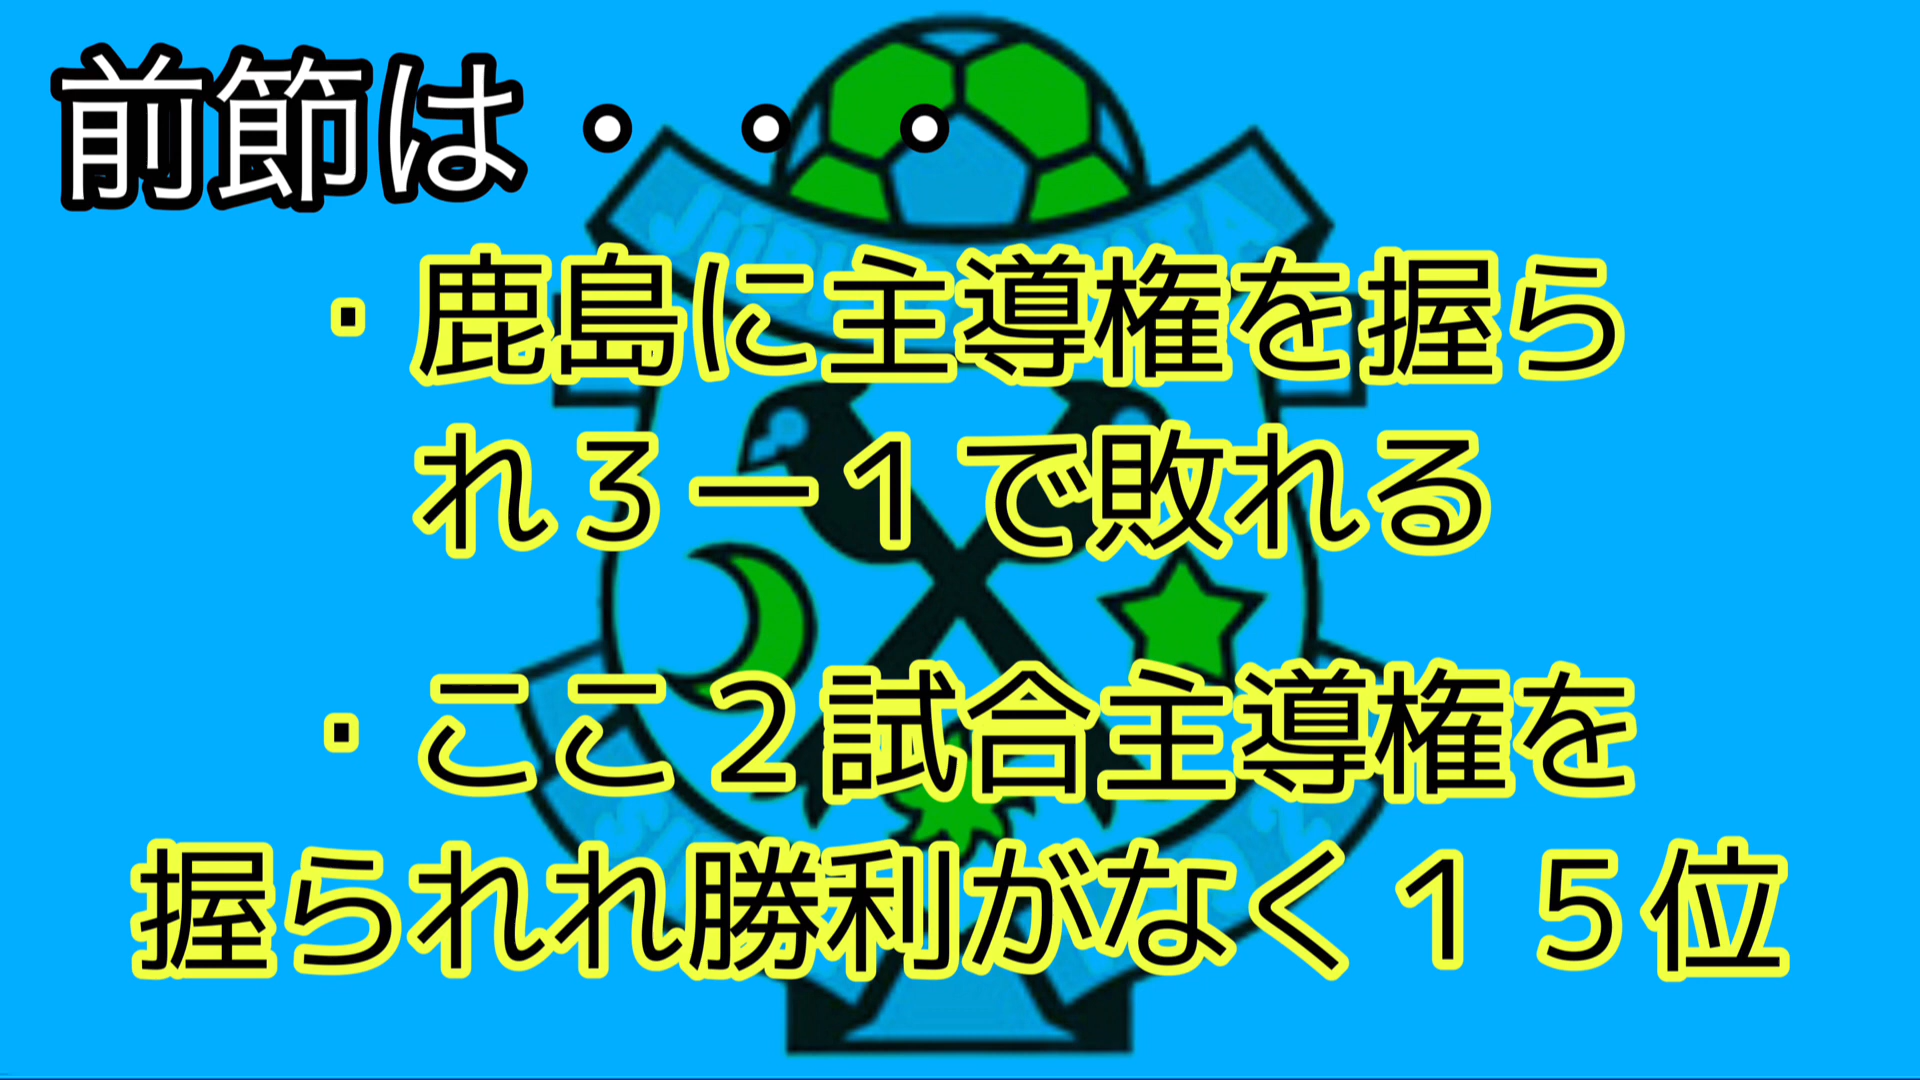 前節は・・・
・鹿島に主導権を握ら
れ３－１で敗れる
・ここ２試合主導権を
握られれ勝利がなく１５位